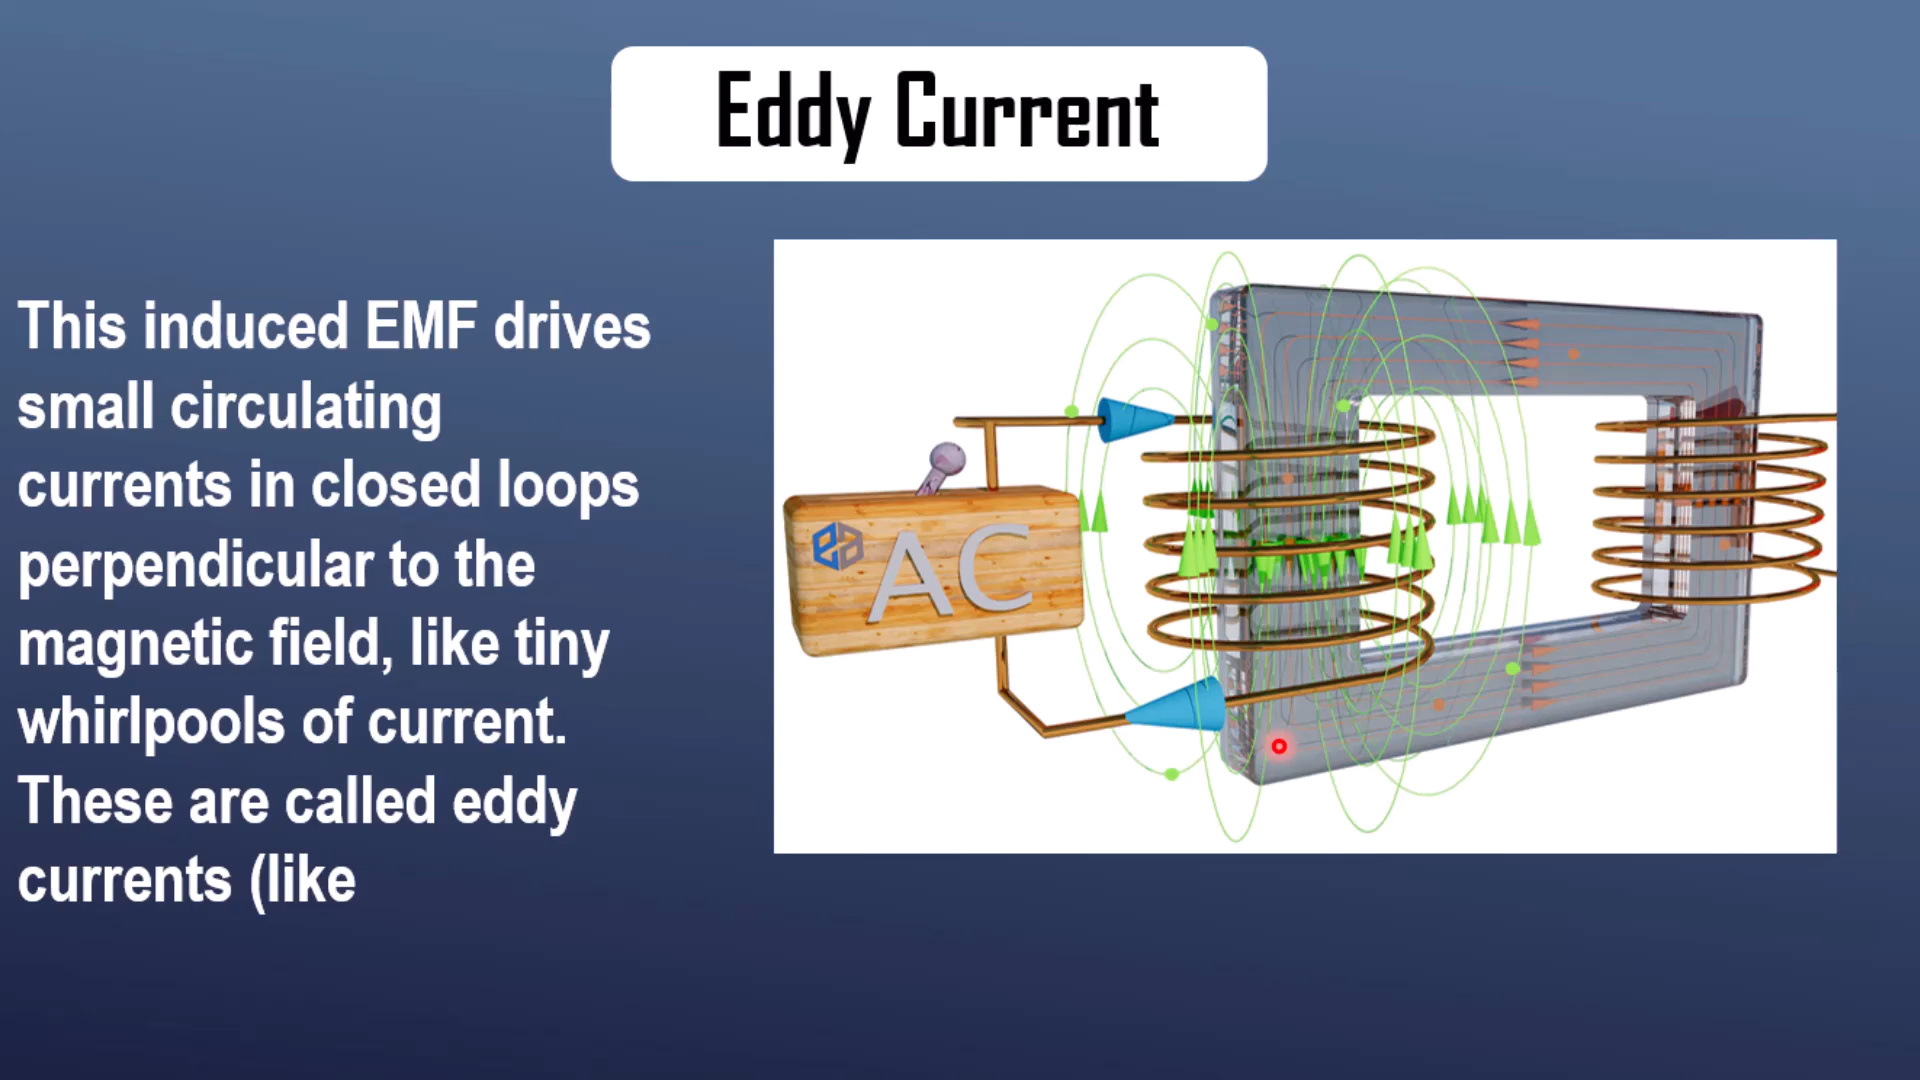 Eddy Current
This induced EMF drives
small circulating
currents in closed loops
perpendicular to the
magnetic field, like tiny
whirlpools of current.
These are called eddy
currents (like
AC